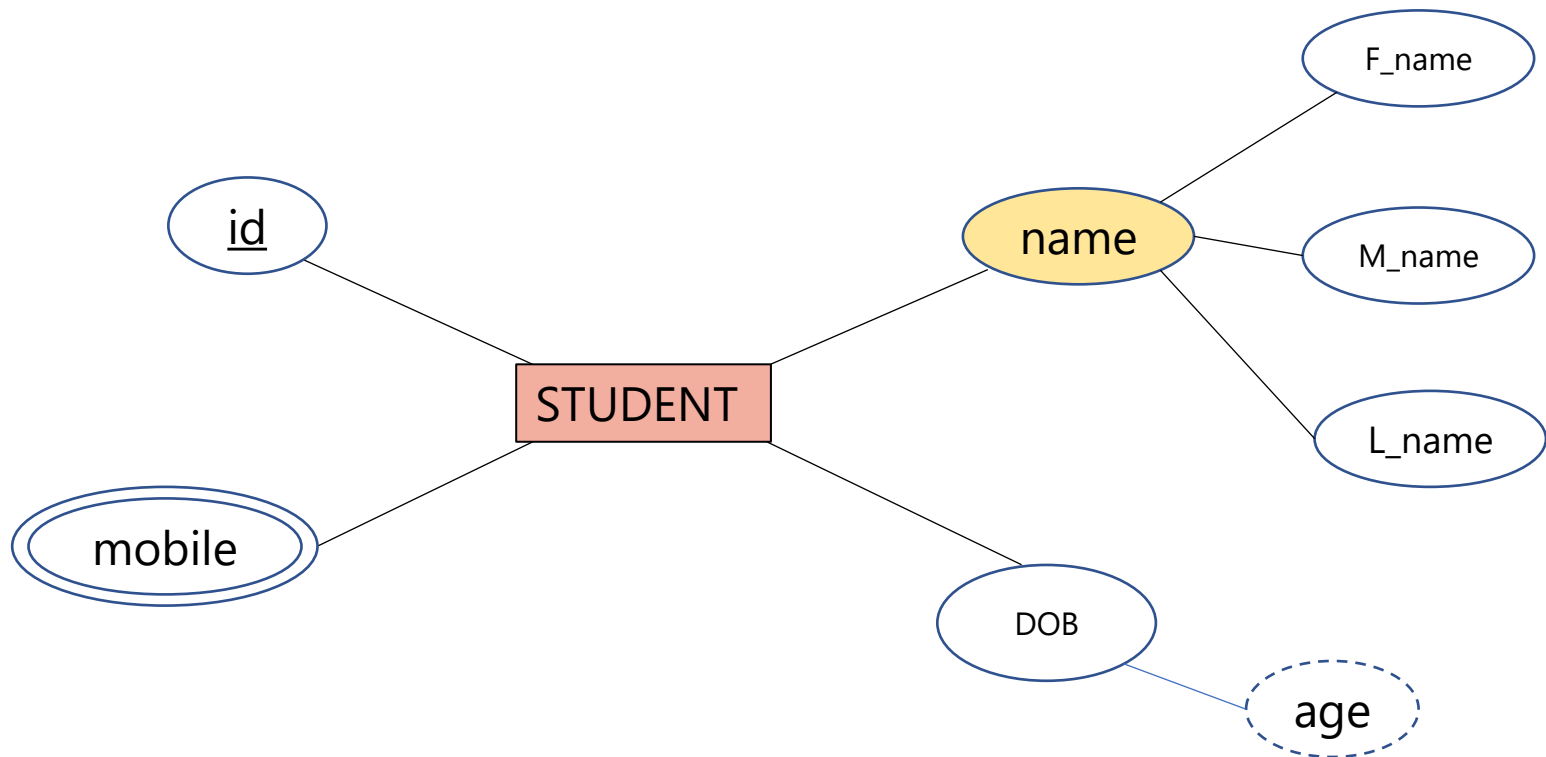 F_name
id
name
M_name
STUDENT
L_name
mobile
DOB
age